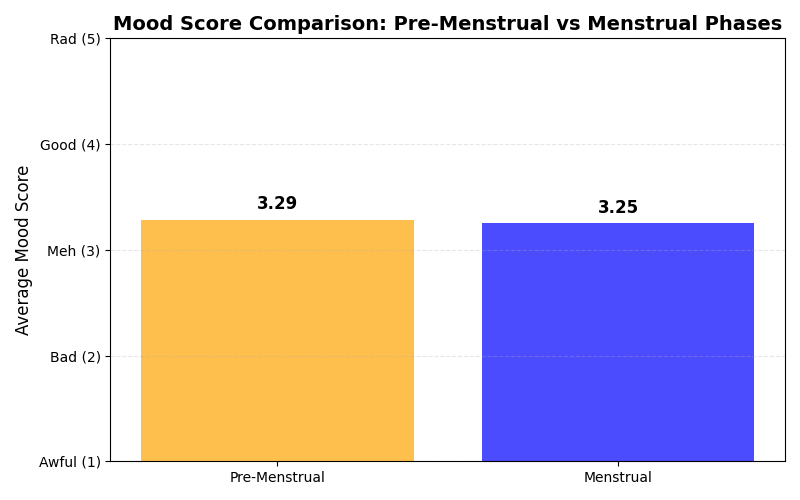 Mood Score Comparison: Pre-Menstrual vs Menstrual Phases
Rad (5)
Good (4)
Meh (3)
Bad (2)
Awful (1)
Average Mood Score
3.29
3.25
Pre-Menstrual
Menstrual